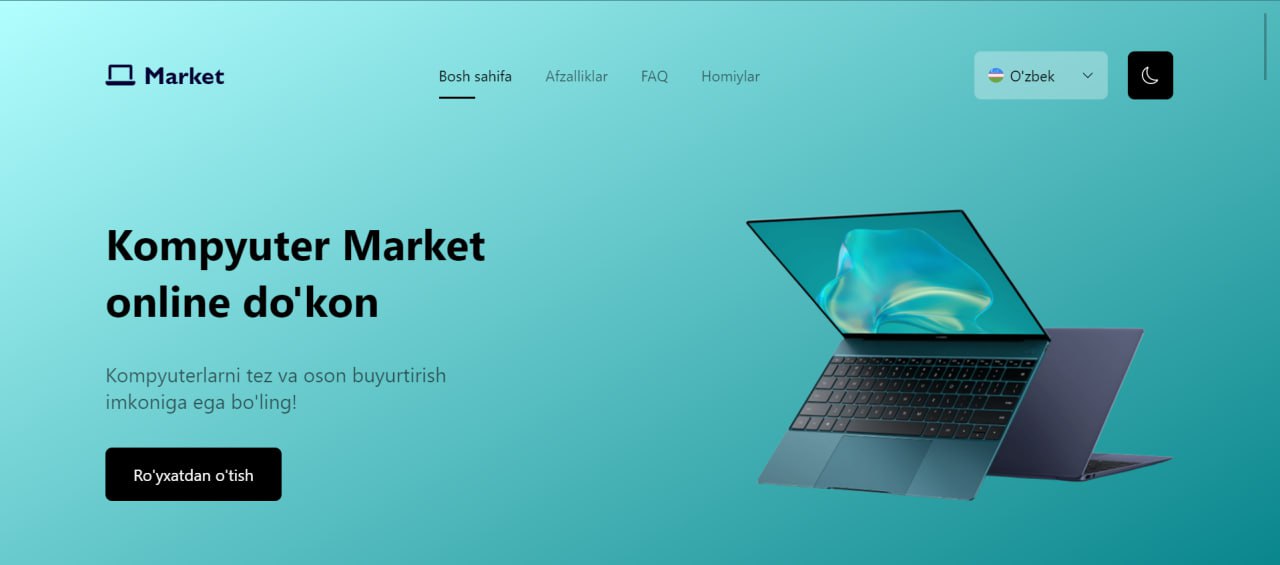 Market
Bosh sahifa
Afzalliklar
FAQ
Homiylar
O'zbek
Kompyuter Market
online do'kon
Kompyuterlarni tez va oson buyurtirish
imkoniga ega bo'ling!
Ro'yxatdan o'tish